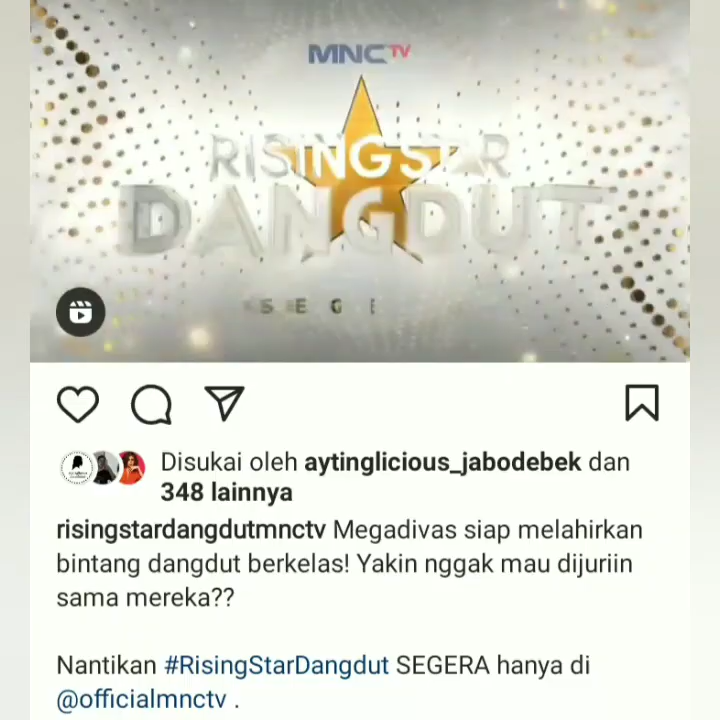 MNCTV
RISING STAR
DANGDUT
SEGE
Disukai oleh aytinglicious_jabodebek dan
348 lainnya
risingstardangdutmnctv Megadivas siap melahirkan
bintang dangdut berkelas! Yakin nggak mau dijuriin
sama mereka??
Nantikan #RisingStarDangdut SEGERA hanya di
@officialmnctv .